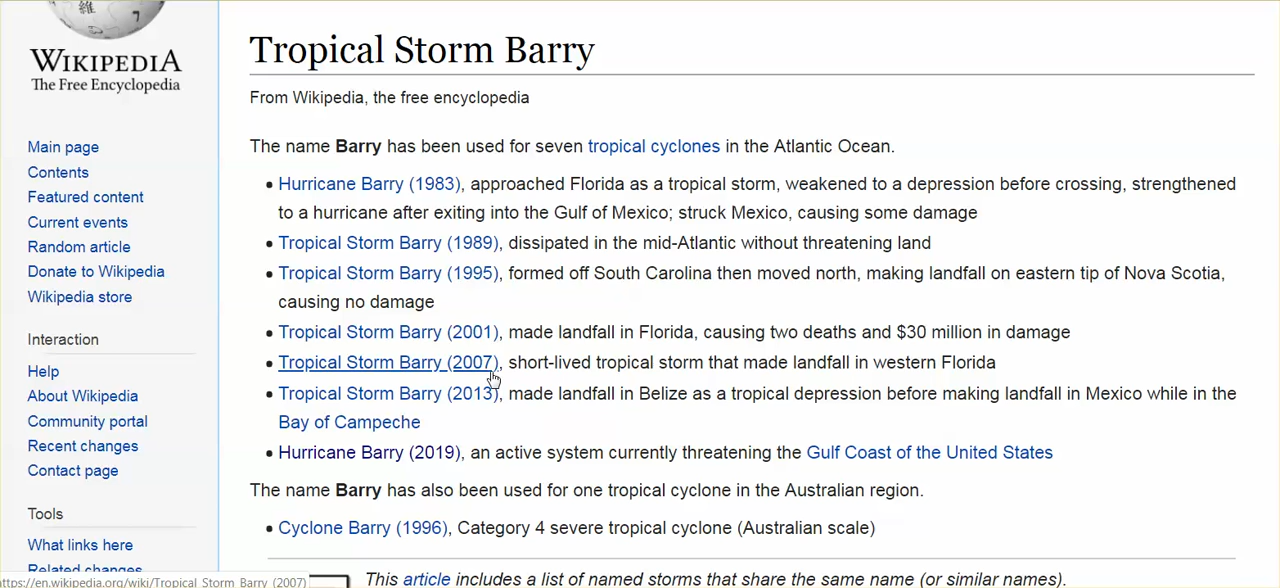 維
7
WIKIPEDIA
The Free Encyclopedia
Main page
Contents
Featured content
Current events
Random article
Donate to Wikipedia
Wikipedia store
Interaction
Help
About Wikipedia
Community portal
Recent changes
Contact page
Tools
What links here
Related changes
Tropical Storm Barry
From Wikipedia, the free encyclopedia
The name Barry has been used for seven tropical cyclones in the Atlantic Ocean.
• Hurricane Barry (1983), approached Florida as a tropical storm, weakened to a depression before crossing, strengthened
to a hurricane after exiting into the Gulf of Mexico; struck Mexico, causing some damage
• Tropical Storm Barry (1989), dissipated in the mid-Atlantic without threatening land
• Tropical Storm Barry (1995), formed off South Carolina then moved north, making landfall on eastern tip of Nova Scotia,
causing no damage
• Tropical Storm Barry (2001), made landfall in Florida, causing two deaths and $30 million in damage
• Tropical Storm Barry (2007), short-lived tropical storm that made landfall in western Florida
• Tropical Storm Barry (2013), made landfall in Belize as a tropical depression before making landfall in Mexico while in the
Bay of Campeche
• Hurricane Barry (2019), an active system currently threatening the Gulf Coast of the United States
The name Barry has also been used for one tropical cyclone in the Australian region.
• Cyclone Barry (1996), Category 4 severe tropical cyclone (Australian scale)
This article includes a list of named storms that share the same name (or similar names).
ttps://en.wikipedia.org/wiki/Tropical_Storm_Barry_(2007)